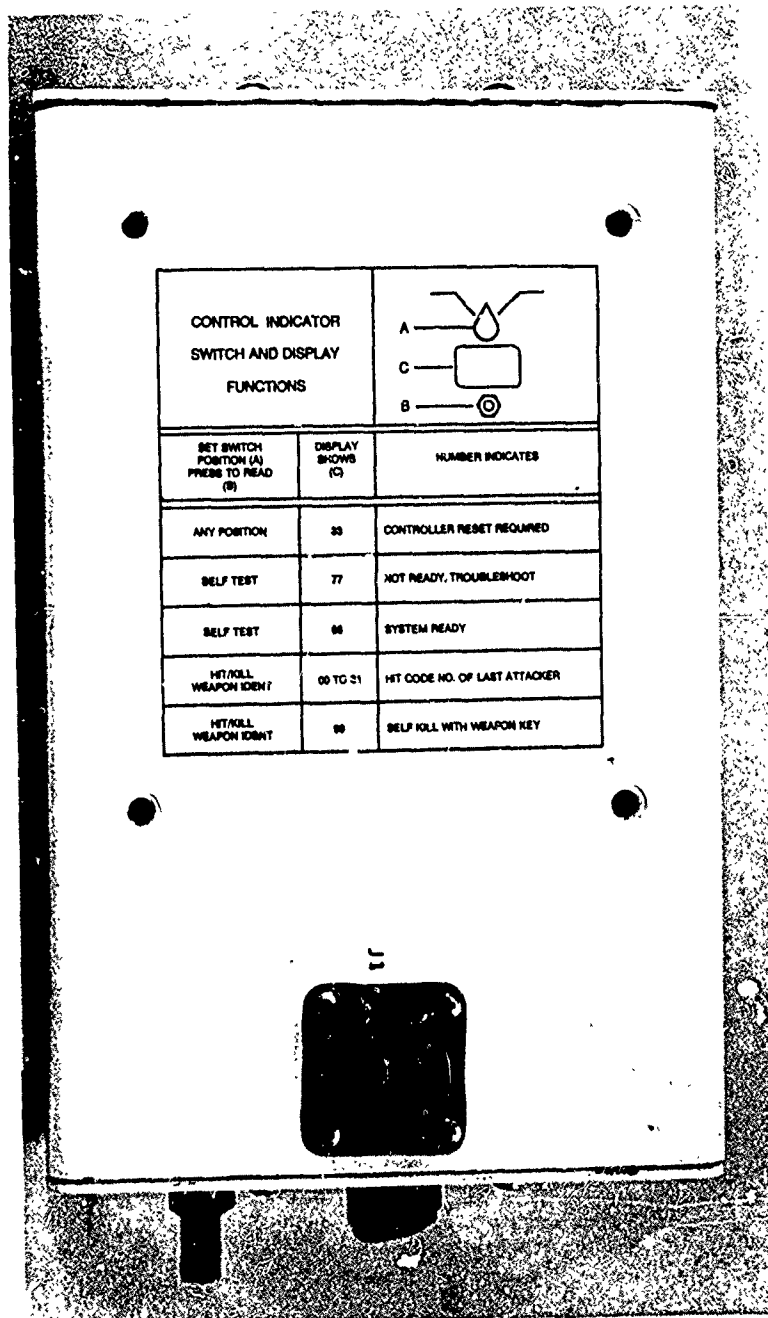 CONTROL INDICATOR
SWITCH AND DISPLAY
FUNCTIONS
A
C
B
SET SWITCH
POSITION (A)
PRESS TO READ
(B)
DISPLAY
SHOWS
(C)
NUMBER INDICATES
ANY POSITION
33
CONTROLLER RESET REQUIRED
SELF TEST
77
NOT READY, TROUBLESHOOT
SELF TEST
SYSTEM READY
HIT/KILL
WEAPON IDENT
00 TO 31
HIT CODE NO. OF LAST ATTACKER
HIT/KILL
WEAPON IDENT
SELF KILL WITH WEAPON KEY
J1